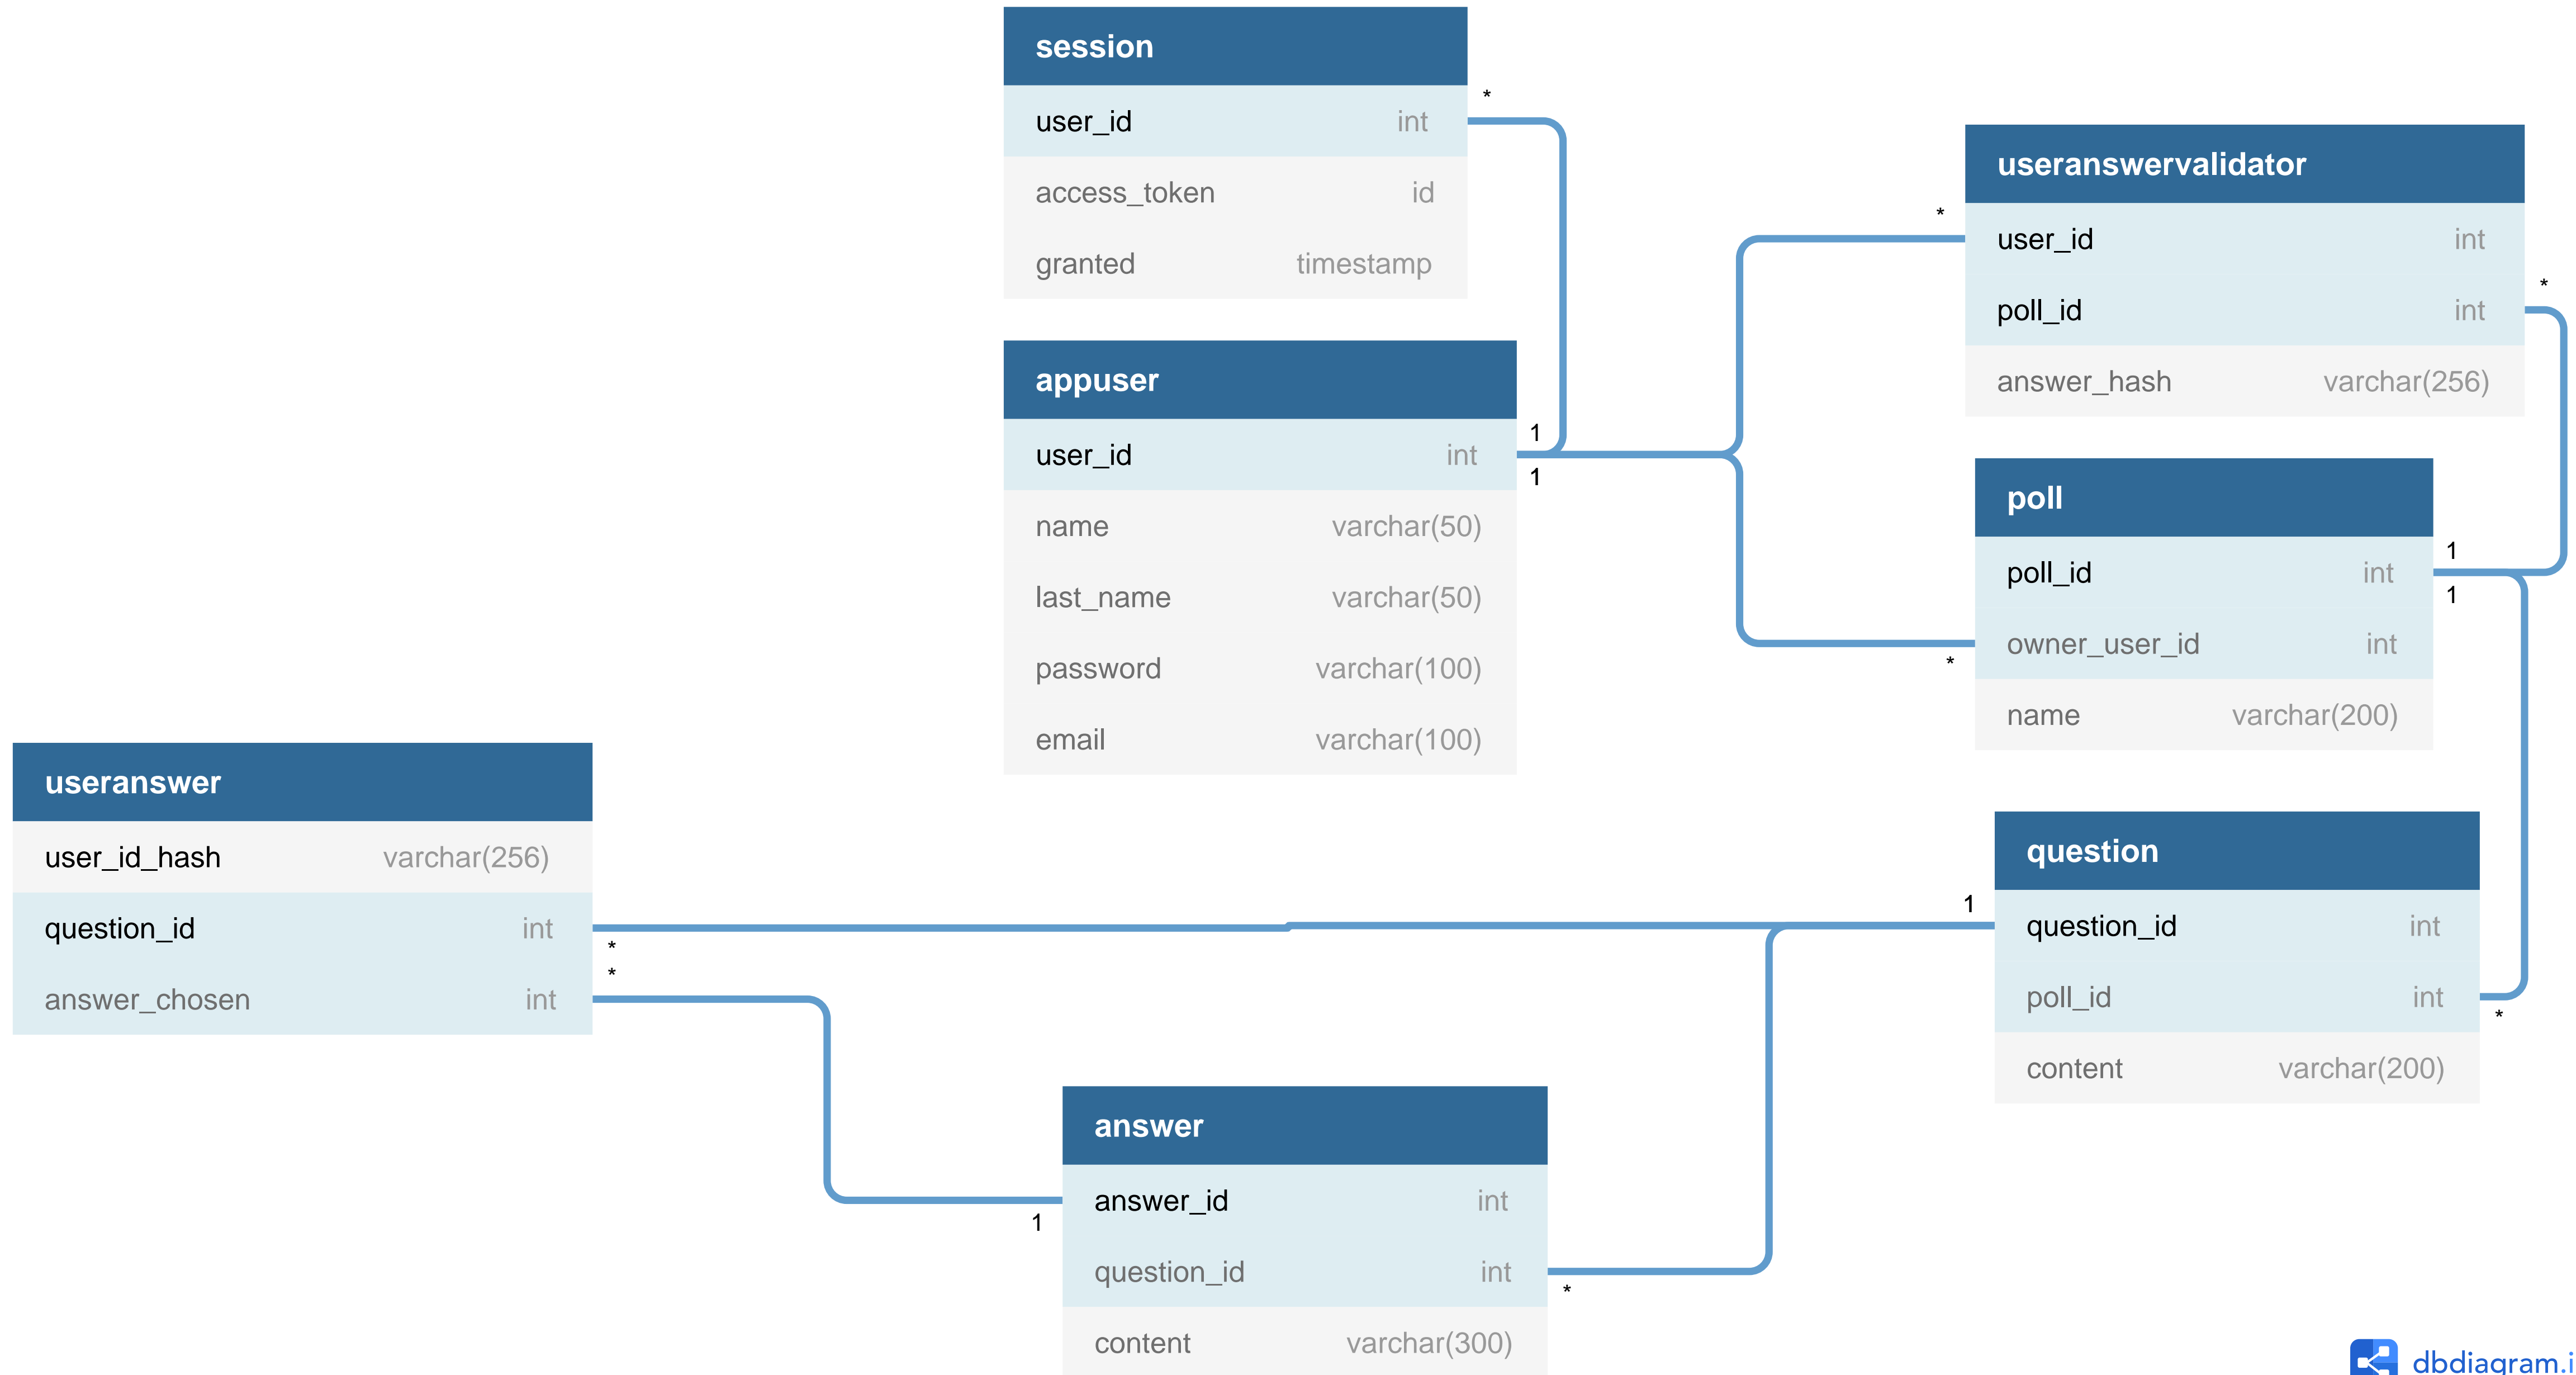 session
user_id int
access_token id
granted timestamp
*
useranswervalidator
user_id int
poll_id int
answer_hash varchar(256)
*
*
appuser
user_id int
name varchar(50)
last_name varchar(50)
password varchar(100)
email varchar(100)
1
1
poll
poll_id int
owner_user_id int
name varchar(200)
1
1
*
useranswer
user_id_hash varchar(256)
question_id int
answer_chosen int
*
*
question
question_id int
poll_id int
content varchar(200)
1
*
answer
answer_id int
question_id int
content varchar(300)
1
*
dbdiagram.i